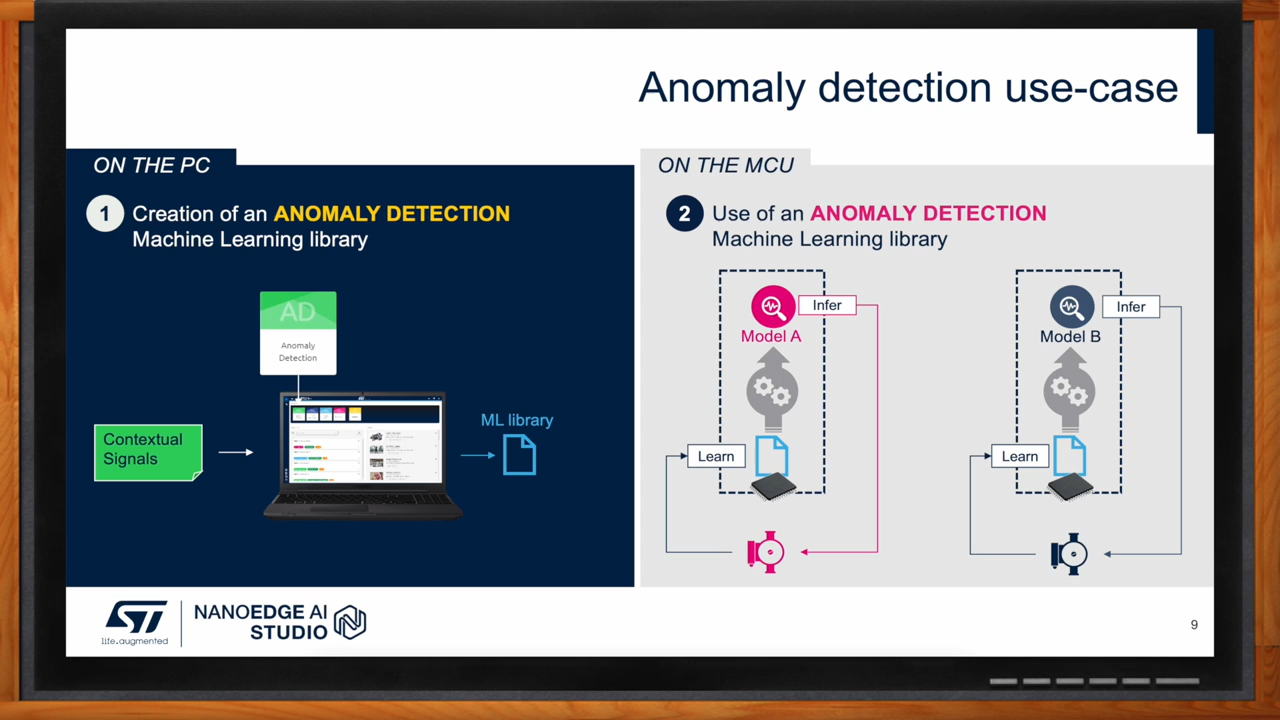 Anomaly detection use-case
ON THE PC
1
Creation of an ANOMALY DETECTION
Machine Learning library
AD
Anomaly
Detection
Contextual
Signals
ML library
ON THE MCU
2
Use of an ANOMALY DETECTION
Machine Learning library
Infer
Model A
Learn
Infer
Model B
Learn
ST
life.augmented
NANOEDGE AI
STUDIO
9